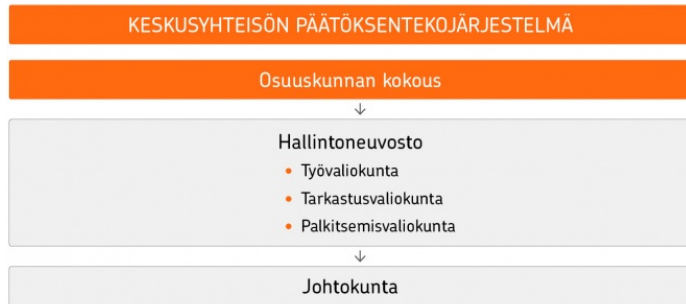 KESKUSYHTEISÖN PÄÄTÖKSENTEKOJÄRJESTELMÄ
Osuuskunnan kokous
Hallintoneuvosto
• Työvaliokunta
• Tarkastusvaliokunta
• Palkitsemisvaliokunta
Johtokunta